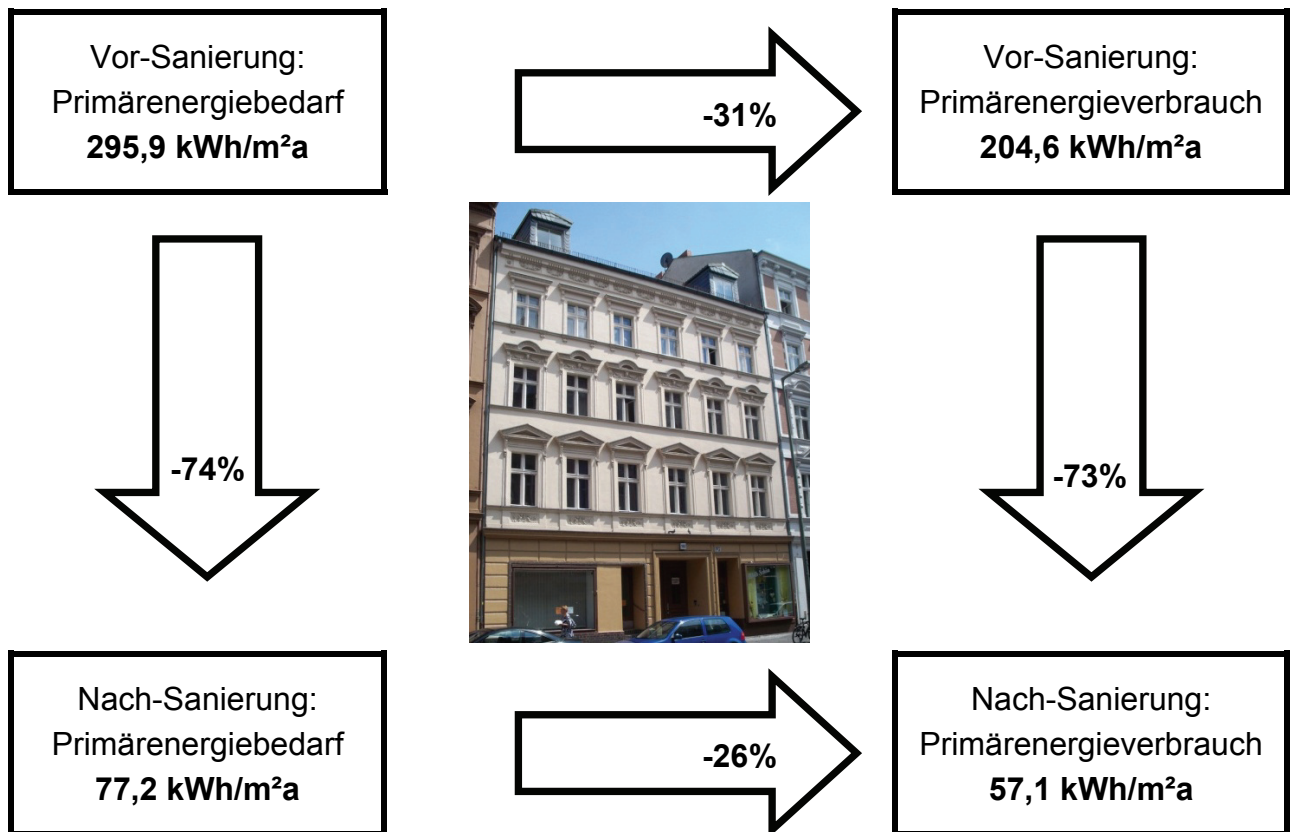 Vor-Sanierung:
Primärenergiebedarf
295,9 kWh/m²a
-31%
Vor-Sanierung:
Primärenergieverbrauch
204,6 kWh/m²a
-74%
-73%
Nach-Sanierung:
Primärenergiebedarf
77,2 kWh/m²a
-26%
Nach-Sanierung:
Primärenergieverbrauch
57,1 kWh/m²a